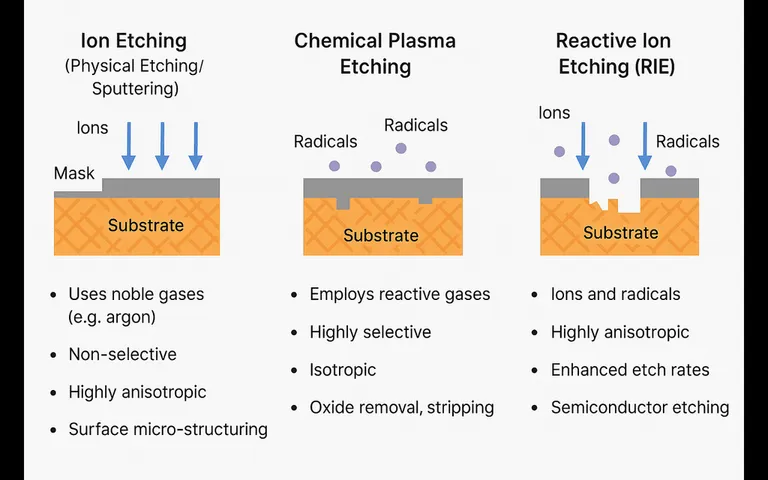 Ion Etching
(Physical Etching/
Sputtering)
Ions
Mask
Substrate
• Uses noble gases
(e.g. argon)
• Non-selective
• Highly anisotropic
• Surface micro-structuring
Chemical Plasma
Etching
Radicals
Radicals
Substrate
• Employs reactive gases
• Highly selective
• Isotropic
• Oxide removal, stripping
Reactive Ion
Etching (RIE)
Ions
Radicals
Substrate
• Ions and radicals
• Highly anisotropic
• Enhanced etch rates
• Semiconductor etching